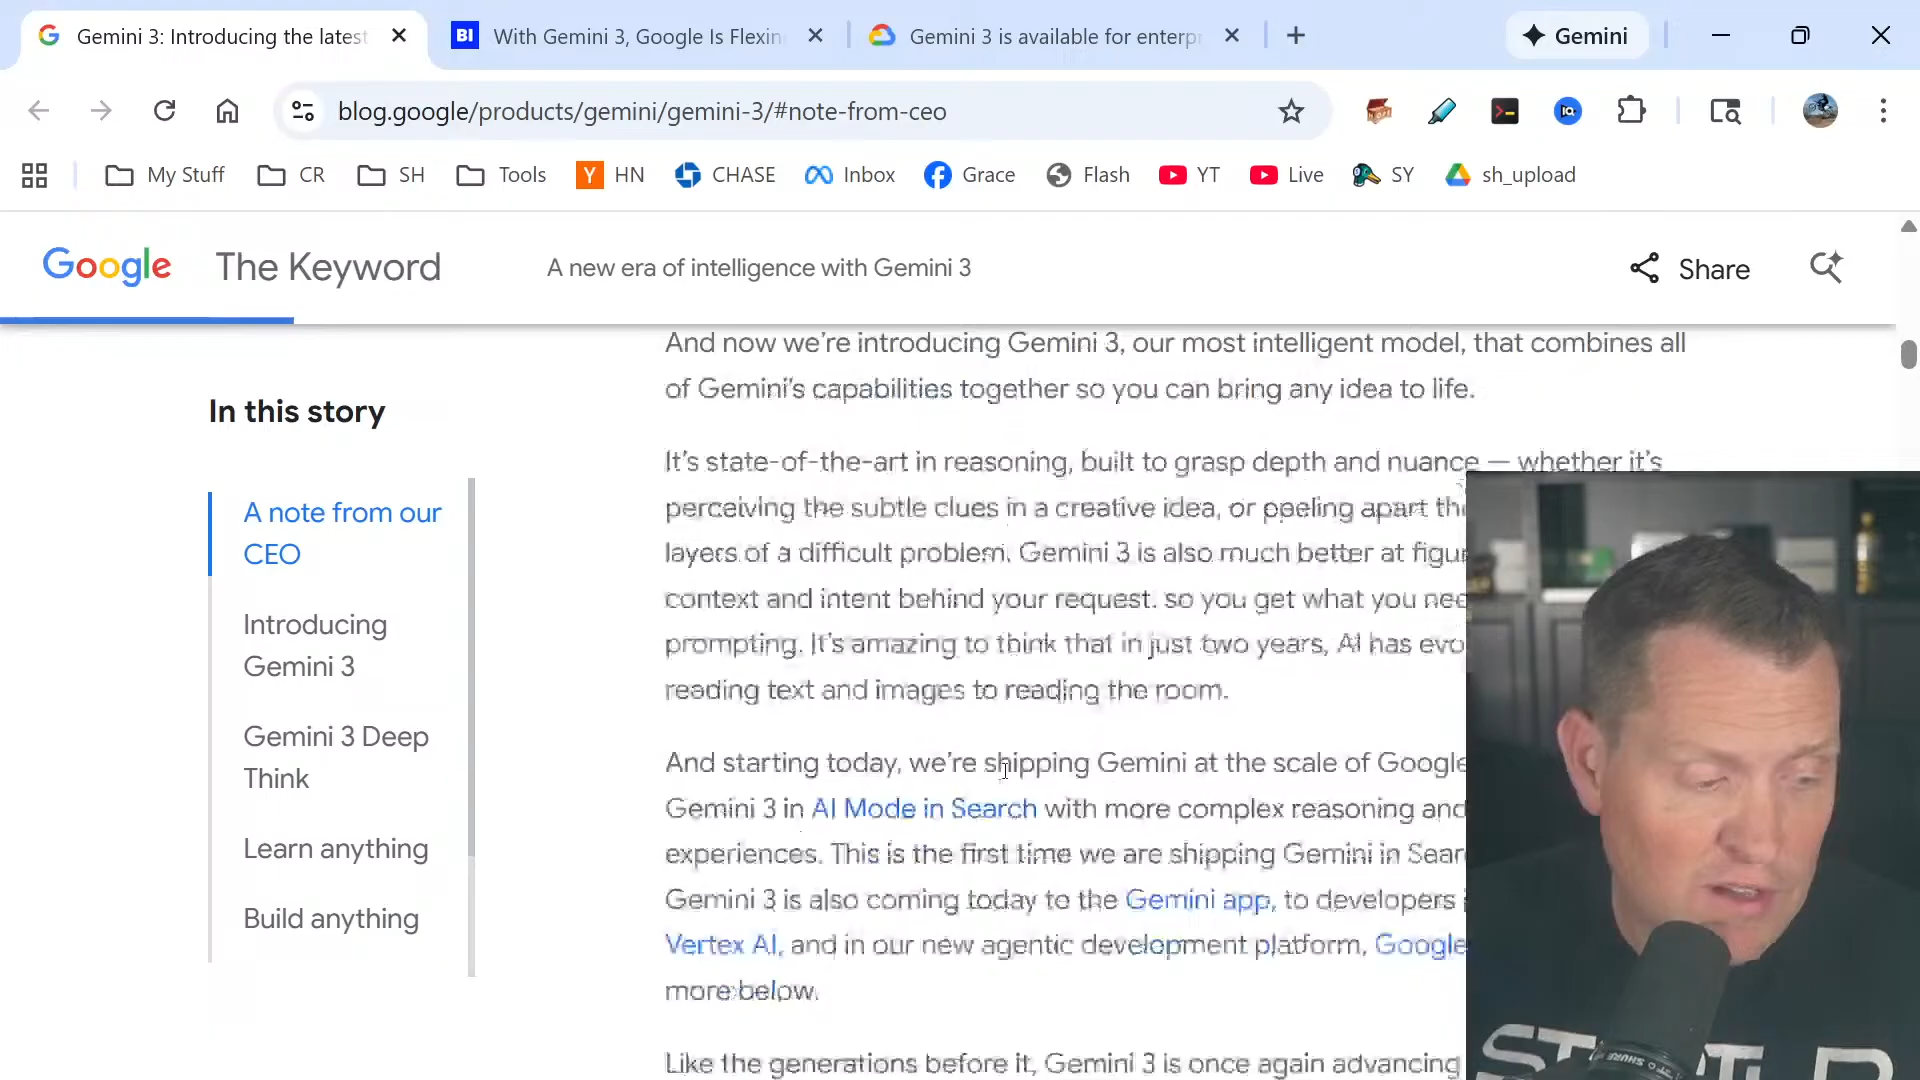 Gemini 3: Introducing the latest
BI With Gemini 3, Google Is Flexin
Gemini 3 is available for enterp
Gemini
blog.google/products/gemini/gemini-3/#note-from-ceo
My Stuff
CR
SH
Tools
Y HN
CHASE
Inbox
Grace
Flash
YT
Live
SY
sh_upload
Google The Keyword
A new era of intelligence with Gemini 3
Share
In this story
A note from our
CEO
Introducing
Gemini 3
Gemini 3 Deep
Think
Learn anything
Build anything
And now we're introducing Gemini 3, our most intelligent model, that combines all
of Gemini's capabilities together so you can bring any idea to life.
It's state-of-the-art in reasoning, built to grasp depth and nuance — whether it's
perceiving the subtle clues in a creative idea, or peeling apart the
layers of a difficult problem. Gemini 3 is also much better at figu
context and intent behind your request, so you get what you nee
prompting. It's amazing to think that in just two years, AI has evo
reading text and images to reading the room.
And starting today, we're shipping Gemini at the scale of Google
Gemini 3 in AI Mode in Search with more complex reasoning and
experiences. This is the first time we are shipping Gemini in Sear
Gemini 3 is also coming today to the Gemini app, to developers
Vertex AI, and in our new agentic development platform, Google
more below.
Like the generations before it, Gemini 3 is once again advancing
SHURE